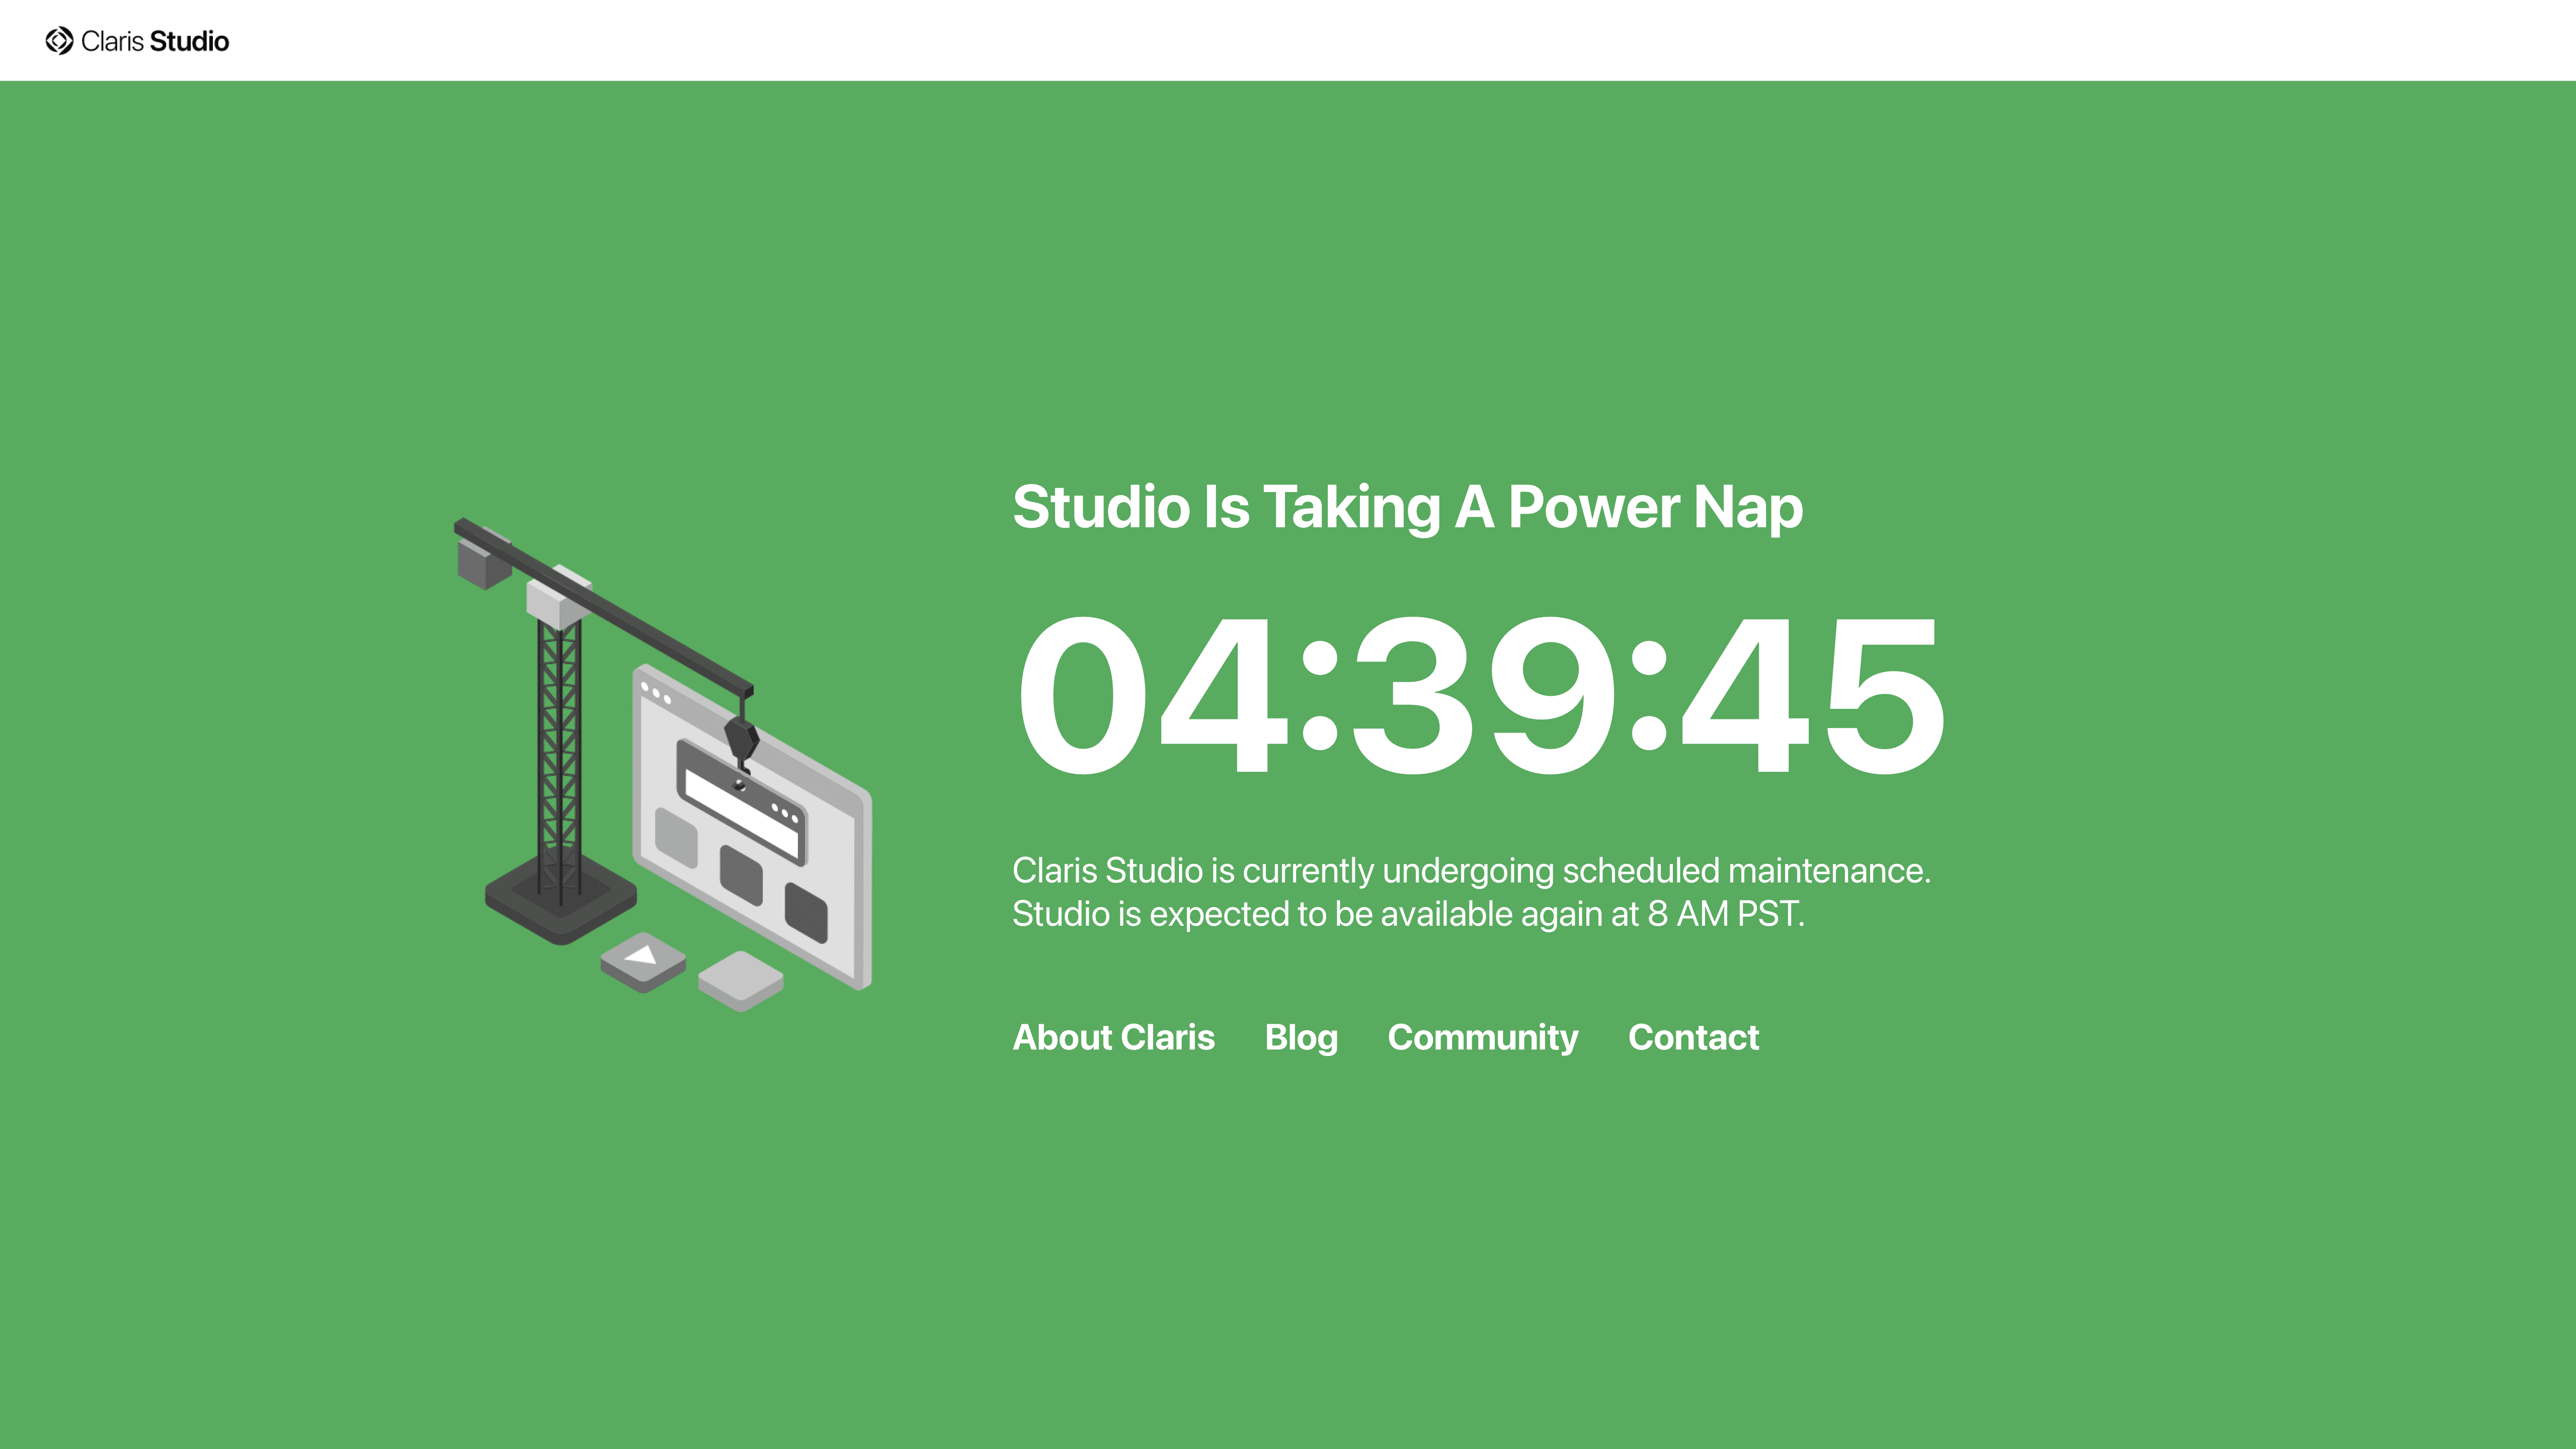 Claris Studio
Studio Is Taking A Power Nap
04:39:45
Claris Studio is currently undergoing scheduled maintenance.
Studio is expected to be available again at 8 AM PST.
About Claris Blog Community Contact